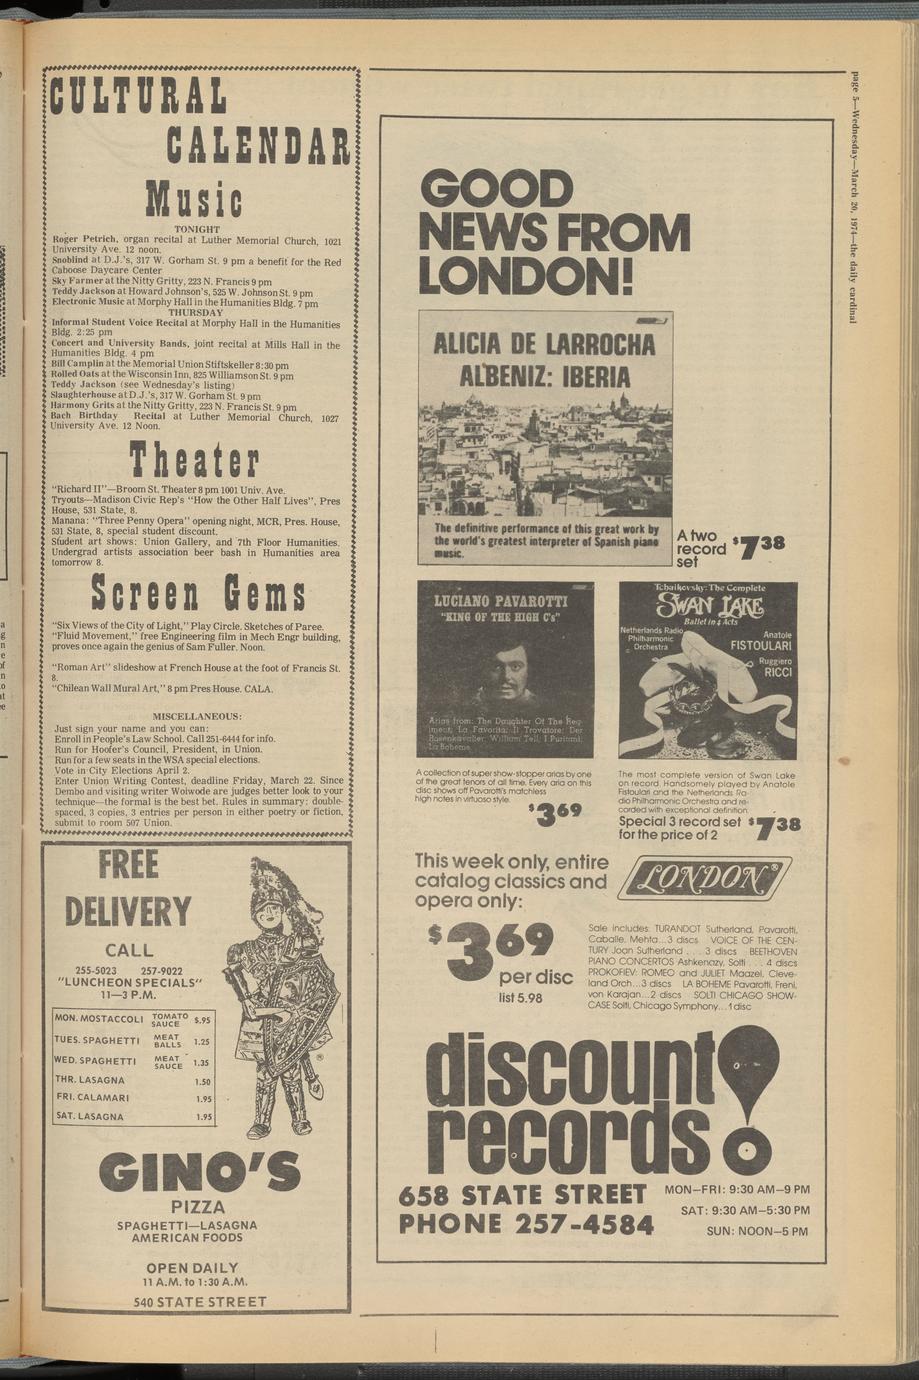 CULTURAL
CALENDAR
Music
TONIGHT
Roger Petrich, organ recital at Luther Memorial Church, 1021
University Ave. 12 noon.
Snoblind at D.J.'s, 317 W. Gorham St. 9 pm a benefit for the Red
Caboose Daycare Center
Sky Farmer at the Nitty Gritty, 223 N. Francis 9 pm
Teddy Jackson at Howard Johnson's, 525 W. Johnson St. 9 pm
Electronic Music at Morphy Hall in the Humanities Bldg. 7 pm
THURSDAY
Informal Student Voice Recital at Morphy Hall in the Humanities
Bldg. 2:25 pm
Concert and University Bands, joint recital at Mills Hall in the
Humanities Bldg. 4 pm
Bill Camplin at the Memorial Union Stiftskeller 8:30 pm
Rolled Oats at the Wisconsin Inn, 825 Williamson St. 9 pm
Teddy Jackson (see Wednesday's listing)
Slaughterhouse at D.J.'s, 317 W. Gorham St. 9 pm
Harmony Grits at the Nitty Gritty, 223 N. Francis St. 9 pm
Bach Birthday Recital at Luther Memorial Church, 1027
University Ave. 12 Noon.
Theater
"Richard II"—Broom St. Theater 8 pm 1001 Univ. Ave.
Tryouts—Madison Civic Rep's "How the Other Half Lives", Pres
House, 531 State, 8.
Manana: "Three Penny Opera" opening night, MCR, Pres. House,
531 State, 8, special student discount.
Student art shows: Union Gallery, and 7th Floor Humanities.
Undergrad artists association beer bash in Humanities area
tomorrow 8.
Screen Gems
"Six Views of the City of Light," Play Circle. Sketches of Paree.
"Fluid Movement," free Engineering film in Mech Engr building,
proves once again the genius of Sam Fuller. Noon.
"Roman Art" slideshow at French House at the foot of Francis St.
8.
"Chilean Wall Mural Art," 8 pm Pres House. CALA.
MISCELLANEOUS:
Just sign your name and you can:
Enroll in People's Law School. Call 251-6444 for info.
Run for Hoofer's Council, President, in Union.
Run for a few seats in the WSA special elections.
Vote in City Elections April 2.
Enter Union Writing Contest, deadline Friday, March 22. Since
Dembo and visiting writer Woiwode are judges better look to your
technique—the formal is the best bet. Rules in summary: double-
spaced, 3 copies, 3 entries per person in either poetry or fiction,
submit to room 507 Union.
FREE
DELIVERY
CALL
255-5023 257-9022
"LUNCHEON SPECIALS"
11—3 P.M.
MON. MOSTACCOLI TOMATO SAUCE $.95
TUES. SPAGHETTI MEAT BALLS 1.25
WED. SPAGHETTI MEAT SAUCE 1.35
THR. LASAGNA 1.50
FRI. CALAMARI 1.95
SAT. LASAGNA 1.95
®
GINO'S
PIZZA
SPAGHETTI—LASAGNA
AMERICAN FOODS
OPEN DAILY
11 A.M. to 1:30 A.M.
540 STATE STREET
GOOD
NEWS FROM
LONDON!
ALICIA DE LARROCHA
ALBENIZ: IBERIA
The definitive performance of this great work by
the world's greatest interpreter of Spanish piano
music.
A two
record
set $7 38
LUCIANO PAVAROTTI
"KING OF THE HIGH C's"
Arias from: The Daughter Of The Reg-
iment, La Favorita, Il Trovatore; Der
Rosenkavalier; William Tell; I Puritani;
La Boheme
A collection of super show-stopper arias by one
of the great tenors of all time. Every aria on this
disc shows off Pavarotti's matchless
high notes in virtuoso style.
$3 69
Tchaikovsky: The Complete
SWAN LAKE
Ballet in 4 Acts
Netherlands Radio
Philharmonic
Orchestra
Anatole
FISTOULARI
Ruggiero
RICCI
The most complete version of Swan Lake
on record. Handsomely played by Anatole
Fistoulari and the Netherlands Ra-
dio Philharmonic Orchestra and re-
corded with exceptional definition.
Special 3 record set
for the price of 2 $7 38
This week only, entire
catalog classics and
opera only:
$3 69
per disc
list 5.98
LONDON®
Sale includes: TURANDOT Sutherland, Pavarotti,
Caballe, Mehta...3 discs VOICE OF THE CEN-
TURY Joan Sutherland . . . 3 discs BEETHOVEN
PIANO CONCERTOS Ashkenazy, Solti . . . 4 discs
PROKOFIEV: ROMEO and JULIET Maazel, Cleve-
land Orch...3 discs LA BOHEME Pavarotti, Freni,
von Karajan...2 discs SOLTI CHICAGO SHOW-
CASE Solti, Chicago Symphony...1 disc
discount
records!
658 STATE STREET
PHONE 257-4584
MON—FRI: 9:30 AM—9 PM
SAT: 9:30 AM—5:30 PM
SUN: NOON—5 PM
page 5—Wednesday—March 20, 1974—the daily cardinal